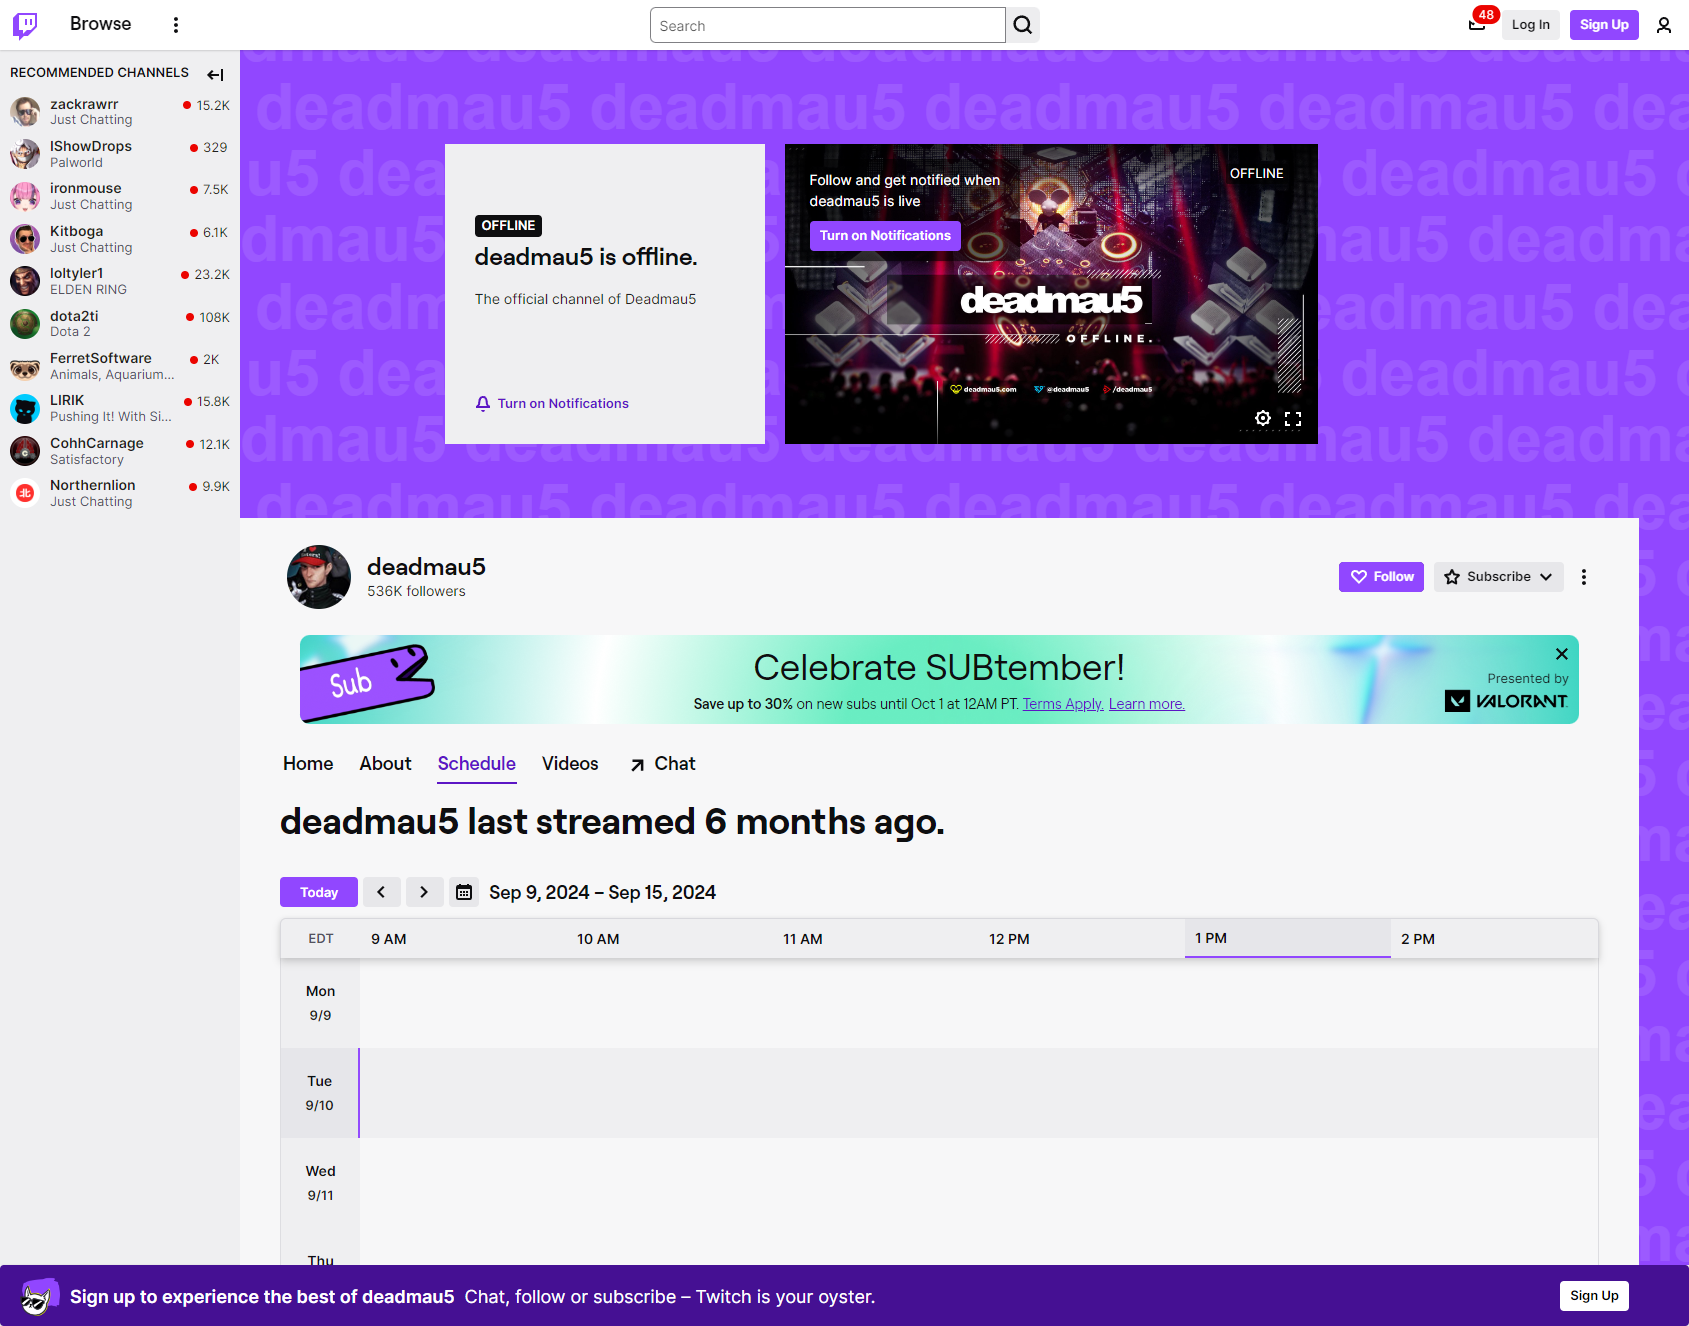 Browse
Search
48
Log In
Sign Up
RECOMMENDED CHANNELS
zackrawrr
15.2K
Just Chatting
IShowDrops
329
Palworld
ironmouse
7.5K
Just Chatting
Kitboga
6.1K
Just Chatting
loltyler1
23.2K
ELDEN RING
dota2ti
108K
Dota 2
FerretSoftware
2K
Animals, Aquarium...
LIRIK
15.8K
Pushing It! With Si...
CohhCarnage
12.1K
Satisfactory
Northernlion
9.9K
Just Chatting
deadmau5 deadmau5 deadmau5 deadmau5 dea
OFFLINE
deadmau5 is offline.
The official channel of Deadmau5
Turn on Notifications
Follow and get notified when
deadmau5 is live
OFFLINE
Turn on Notifications
deadmau5
OFFLINE.
deadmau5.com
@deadmau5
/deadmau5
deadmau5
536K followers
Follow
Subscribe
Sub
Celebrate SUBtember!
Save up to 30% on new subs until Oct 1 at 12AM PT. Terms Apply. Learn more.
Presented by
VALORANT
Home
About
Schedule
Videos
Chat
deadmau5 last streamed 6 months ago.
Today
Sep 9, 2024 – Sep 15, 2024
EDT
9 AM
10 AM
11 AM
12 PM
1 PM
2 PM
Mon
9/9
Tue
9/10
Wed
9/11
Thu
Sign up to experience the best of deadmau5 Chat, follow or subscribe – Twitch is your oyster.
Sign Up